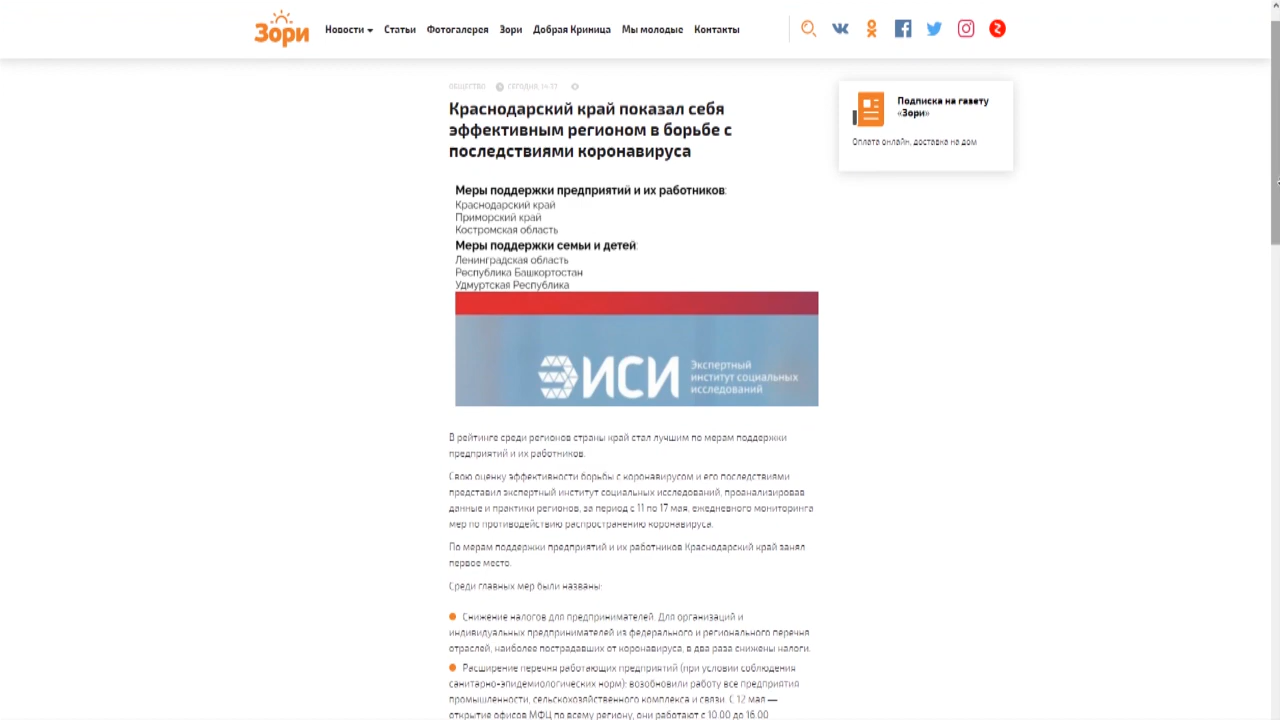 Зори
Новости Статьи Фотогалерея Зори Добрая Криница Мы молодые Контакты
ОБЩЕСТВО СЕГОДНЯ, 14:37
Краснодарский край показал себя
эффективным регионом в борьбе с
последствиями коронавируса
Подписка на газету
«Зори»
Оплата онлайн, доставка на дом
Меры поддержки предприятий и их работников:
Краснодарский край
Приморский край
Костромская область
Меры поддержки семьи и детей:
Ленинградская область
Республика Башкортостан
Удмуртская Республика
ЭИСИ
Экспертный
институт социальных
исследований
В рейтинге среди регионов страны край стал лучшим по мерам поддержки
предприятий и их работников.
Свою оценку эффективности борьбы с коронавирусом и его последствиями
представил экспертный институт социальных исследований, проанализировав
данные и практики регионов, за период с 11 по 17 мая, ежедневного мониторинга
мер по противодействию распространению коронавируса.
По мерам поддержки предприятий и их работников Краснодарский край занял
первое место.
Среди главных мер были названы:
Снижение налогов для предпринимателей. Для организаций и
индивидуальных предпринимателей из федерального и регионального перечня
отраслей, наиболее пострадавших от коронавируса, в два раза снижены налоги.
Расширение перечня работающих предприятий (при условии соблюдения
санитарно-эпидемиологических норм): возобновили работу все предприятия
промышленности, сельскохозяйственного комплекса и связи. С 12 мая —
открытие офисов МФЦ по всему региону, они работают с 10.00 до 16.00